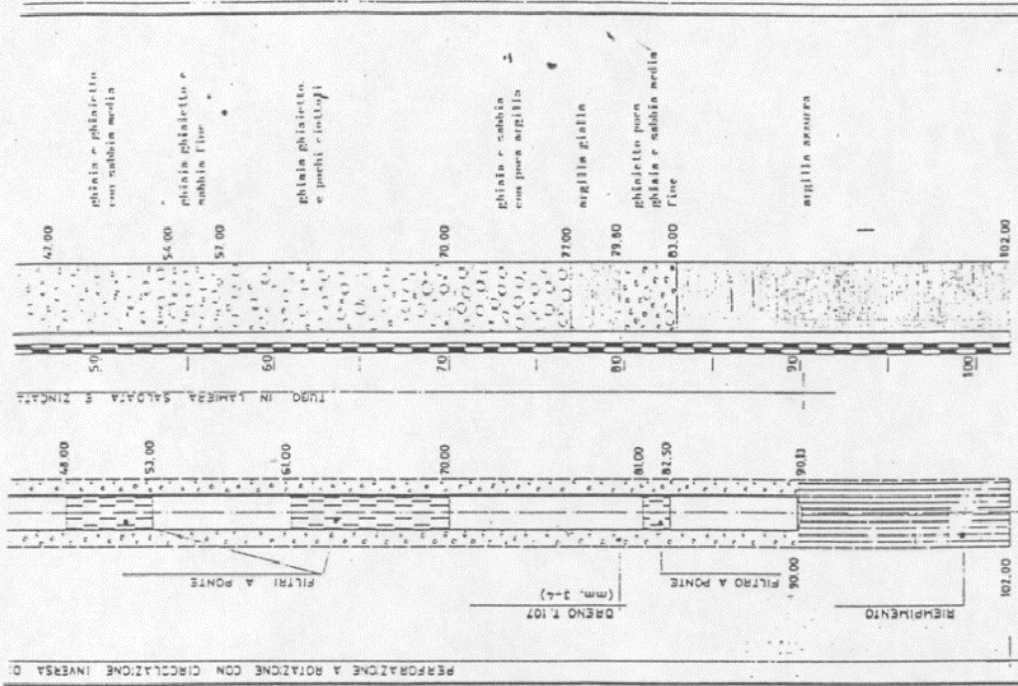 ghiaia e ghiaietto
con sabbia media
ghiaia ghiaietto e
sabbia fine
ghiaia ghiaietto
e pochi ciottoli
ghiaia e sabbia
con poca argilla
argilla gialla
ghiaietto poca
ghiaia e sabbia media
fine
argilla azzurra
47.00
54.00
57.00
70.00
77.00
79.80
83.00
102.00
50
60
70
80
90
100
TUBO IN LAMIERA SALDATA E ZINCATA
48.00
53.00
61.00
70.00
81.00
82.50
90.13
FILTRI A PONTE
DRENO T.107
(mm. 3÷4)
FILTRO A PONTE
90.00
RIEMPIMENTO
102.00
PERFORAZIONE A ROTAZIONE CON CIRCOLAZIONE INVERSA D